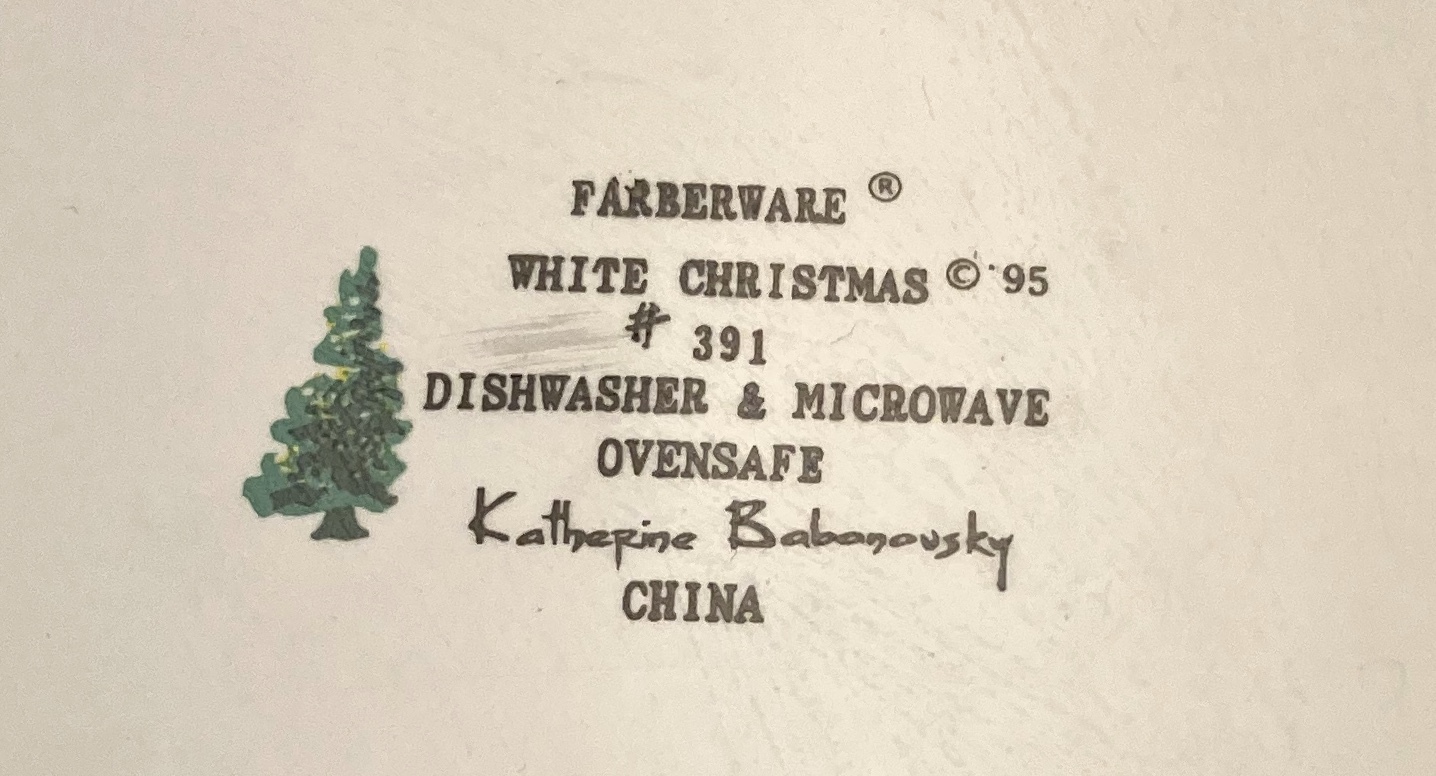 FARBERWARE ®
WHITE CHRISTMAS © '95
# 391
DISHWASHER & MICROWAVE
OVENSAFE
Katherine Babanovsky
CHINA